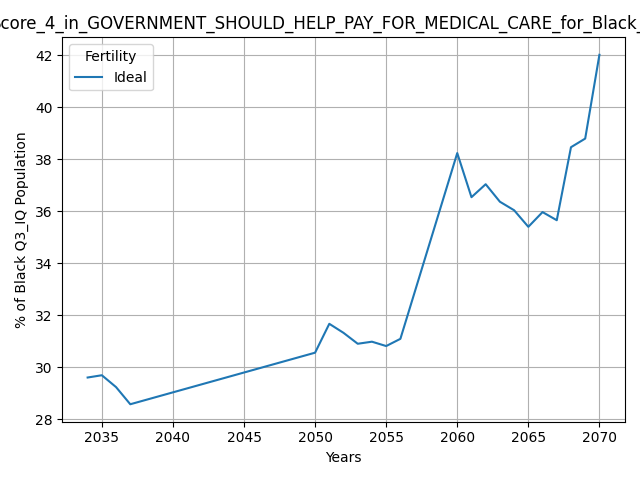 core_4_in_GOVERNMENT_SHOULD_HELP_PAY_FOR_MEDICAL_CARE_for_Black_
Fertility
Ideal
42
40
38
36
34
32
30
28
% of Black Q3_IQ Population
2035 2040 2045 2050 2055 2060 2065 2070
Years